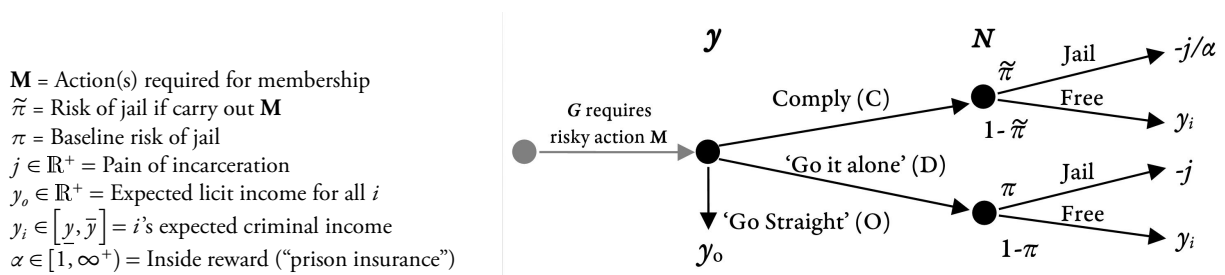 M = Action(s) required for membership
π̃ = Risk of jail if carry out M
π = Baseline risk of jail
j ∈ ℝ⁺ = Pain of incarceration
yₒ ∈ ℝ⁺ = Expected licit income for all i
yᵢ ∈ [y̲, ȳ] = i’s expected criminal income
α ∈ [1, ∞⁺) = Inside reward (“prison insurance”)
y
N
G requires
risky action M
Comply (C)
‘Go it alone’ (D)
‘Go Straight’ (O)
yₒ
π̃
1-π̃
Jail
-j/α
Free
yᵢ
π
1-π
Jail
-j
Free
yᵢ